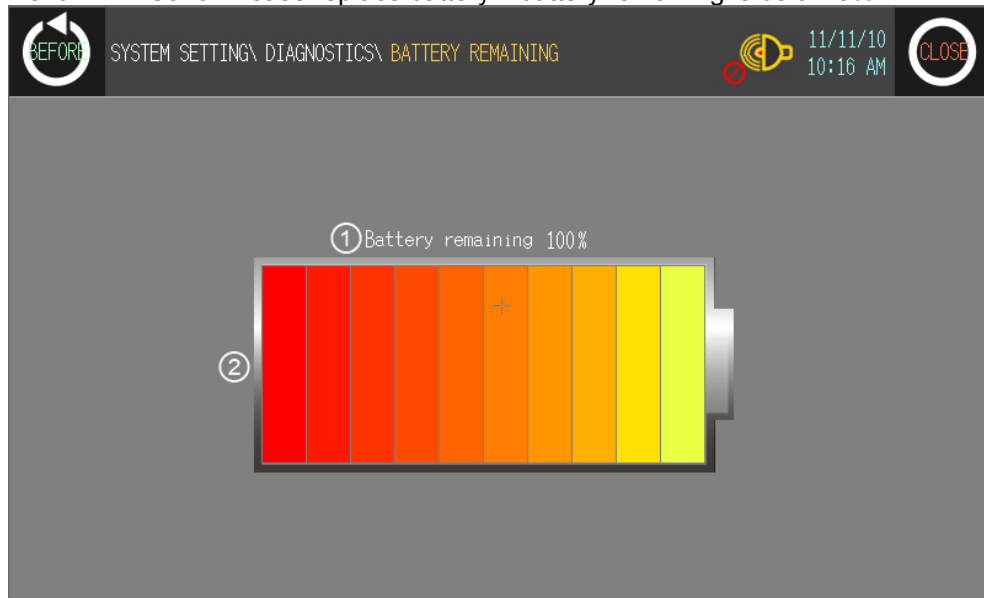 BEFORE
SYSTEM SETTING\ DIAGNOSTICS\ BATTERY REMAINING
11/11/10
10:16 AM
CLOSE
①Battery remaining 100%
②